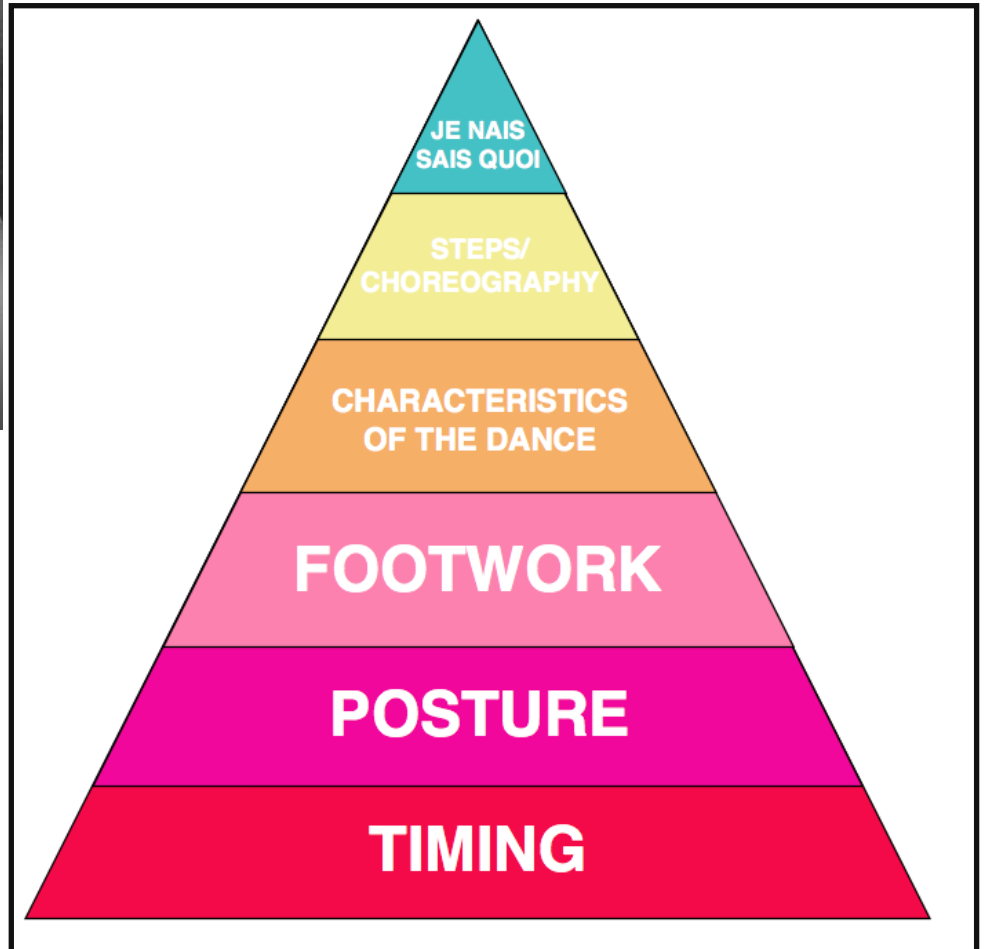 JE NAIS
SAIS QUOI
STEPS/
CHOREOGRAPHY
CHARACTERISTICS
OF THE DANCE
FOOTWORK
POSTURE
TIMING